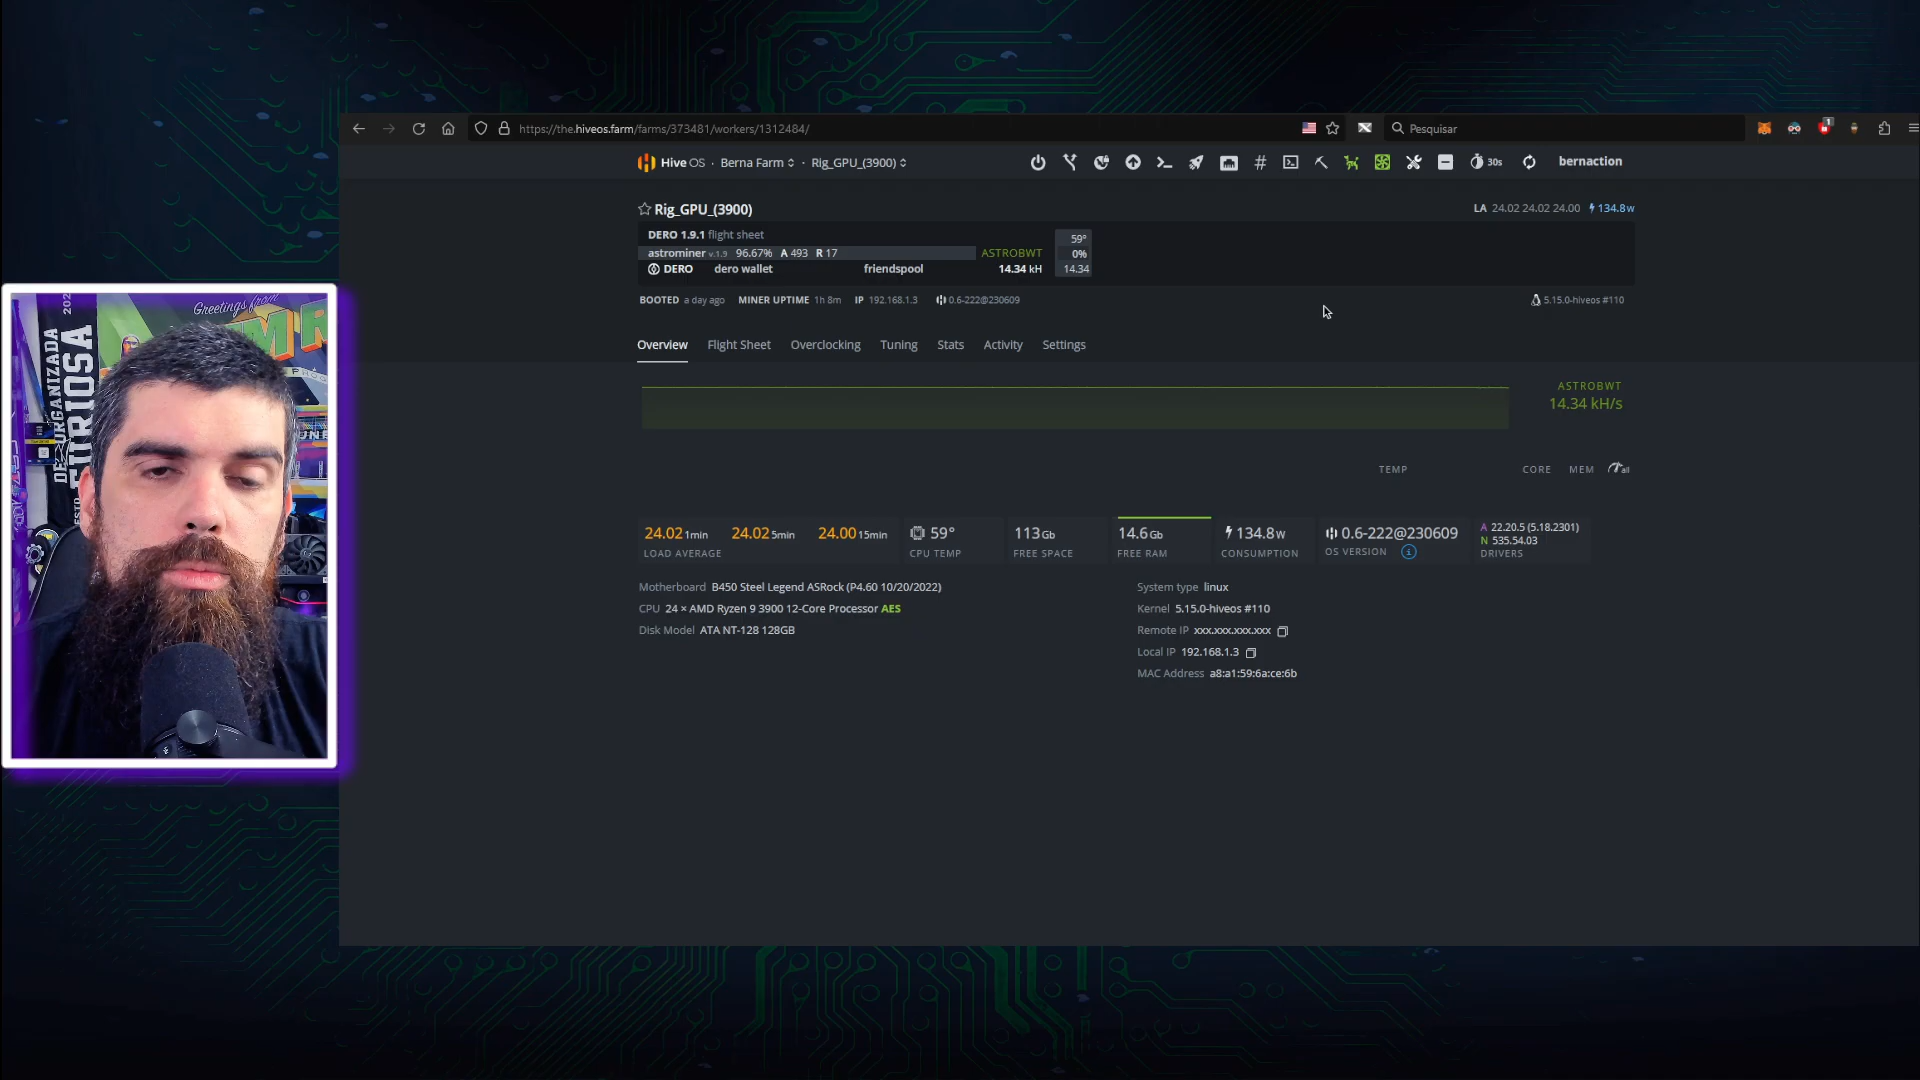 https://the.hiveos.farm/farms/373481/workers/1312484/
Pesquisar
1
Hive OS · Berna Farm · Rig_GPU_(3900)
30s
bernaction
Rig_GPU_(3900)
LA 24.02 24.02 24.00 134.8w
DERO 1.9.1 flight sheet
astrominer v.1.9 96.67% A 493 R 17 ASTROBWT
DERO dero wallet friendspool 14.34 kH
59°
0%
14.34
BOOTED a day ago MINER UPTIME 1h 8m IP 192.168.1.3 0.6-222@230609
5.15.0-hiveos #110
Overview Flight Sheet Overclocking Tuning Stats Activity Settings
ASTROBWT
14.34 kH/s
TEMP CORE MEM all
24.02 1min 24.02 5min 24.00 15min
LOAD AVERAGE
59°
CPU TEMP
113 Gb
FREE SPACE
14.6 Gb
FREE RAM
134.8 W
CONSUMPTION
0.6-222@230609
OS VERSION
A 22.20.5 (5.18.2301)
N 535.54.03
DRIVERS
Motherboard B450 Steel Legend ASRock (P4.60 10/20/2022)
CPU 24 × AMD Ryzen 9 3900 12-Core Processor AES
Disk Model ATA NT-128 128GB
System type linux
Kernel 5.15.0-hiveos #110
Remote IP xxx.xxx.xxx.xxx
Local IP 192.168.1.3
MAC Address a8:a1:59:6a:ce:6b
Greetings from
202
ORGANIZADA
FURIOSA